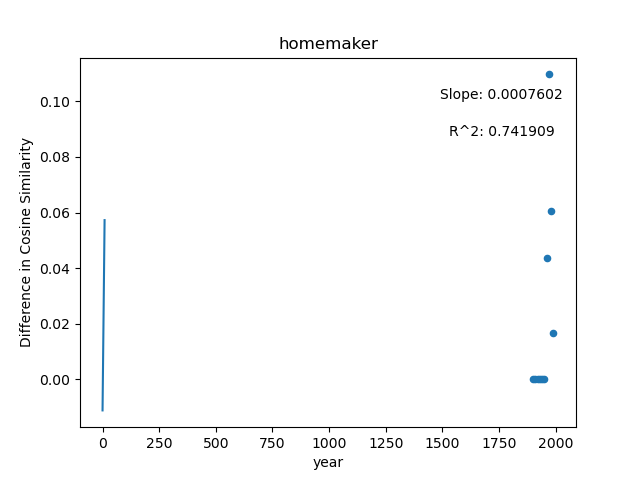 homemaker
Slope: 0.0007602
R^2: 0.741909
Difference in Cosine Similarity
0.10
0.08
0.06
0.04
0.02
0.00
0 250 500 750 1000 1250 1500 1750 2000
year